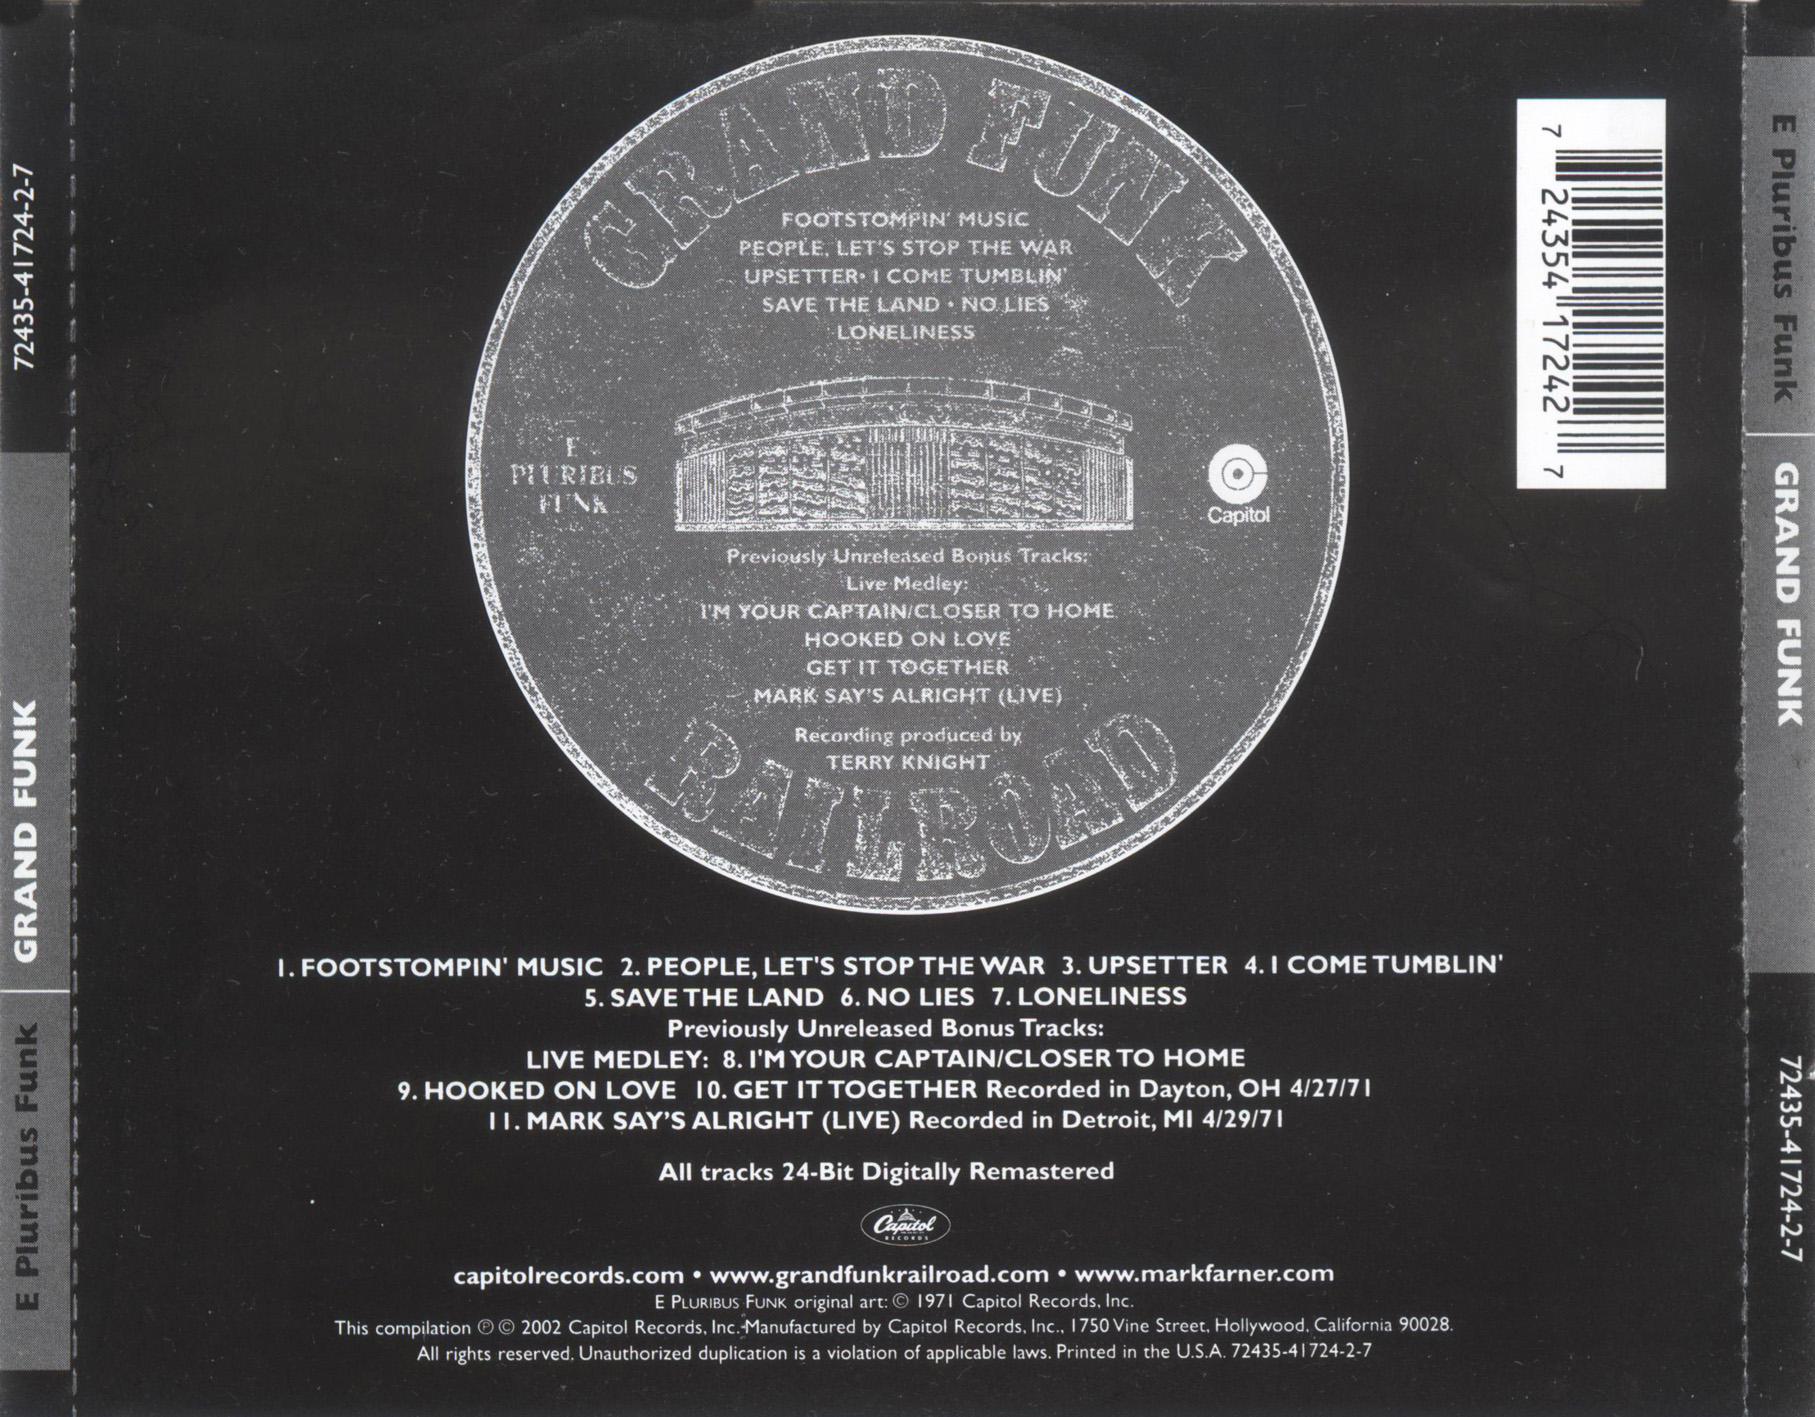 GRAND FUNK
FOOTSTOMPIN' MUSIC
PEOPLE, LET'S STOP THE WAR
UPSETTER • I COME TUMBLIN'
SAVE THE LAND • NO LIES
LONELINESS
E
PLURIBUS
FUNK
Capitol
Previously Unreleased Bonus Tracks:
Live Medley:
I'M YOUR CAPTAIN/CLOSER TO HOME
HOOKED ON LOVE
GET IT TOGETHER
MARK SAY'S ALRIGHT (LIVE)
Recording produced by
TERRY KNIGHT
RAILROAD
1. FOOTSTOMPIN' MUSIC 2. PEOPLE, LET'S STOP THE WAR 3. UPSETTER 4. I COME TUMBLIN'
5. SAVE THE LAND 6. NO LIES 7. LONELINESS
Previously Unreleased Bonus Tracks:
LIVE MEDLEY: 8. I'M YOUR CAPTAIN/CLOSER TO HOME
9. HOOKED ON LOVE 10. GET IT TOGETHER Recorded in Dayton, OH 4/27/71
11. MARK SAY'S ALRIGHT (LIVE) Recorded in Detroit, MI 4/29/71
All tracks 24-Bit Digitally Remastered
Capitol
RECORDS
capitolrecords.com • www.grandfunkrailroad.com • www.markfarner.com
E PLURIBUS FUNK original art: © 1971 Capitol Records, Inc.
This compilation ℗ © 2002 Capitol Records, Inc. Manufactured by Capitol Records, Inc., 1750 Vine Street, Hollywood, California 90028.
All rights reserved. Unauthorized duplication is a violation of applicable laws. Printed in the U.S.A. 72435-41724-2-7
7 24354 17242 7
E Pluribus Funk GRAND FUNK 72435-41724-2-7
E Pluribus Funk GRAND FUNK 72435-41724-2-7